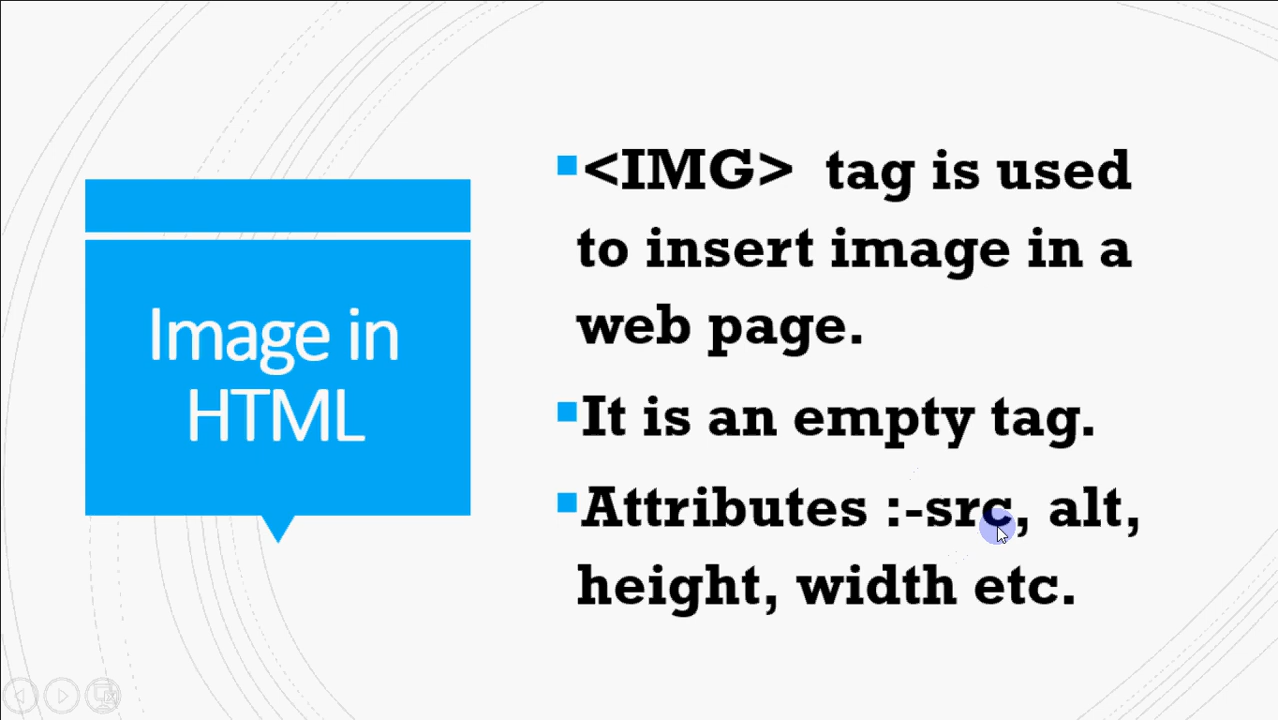 Image in
HTML
<IMG>  tag is used
to insert image in a
web page.
It is an empty tag.
Attributes :-src, alt,
height, width etc.